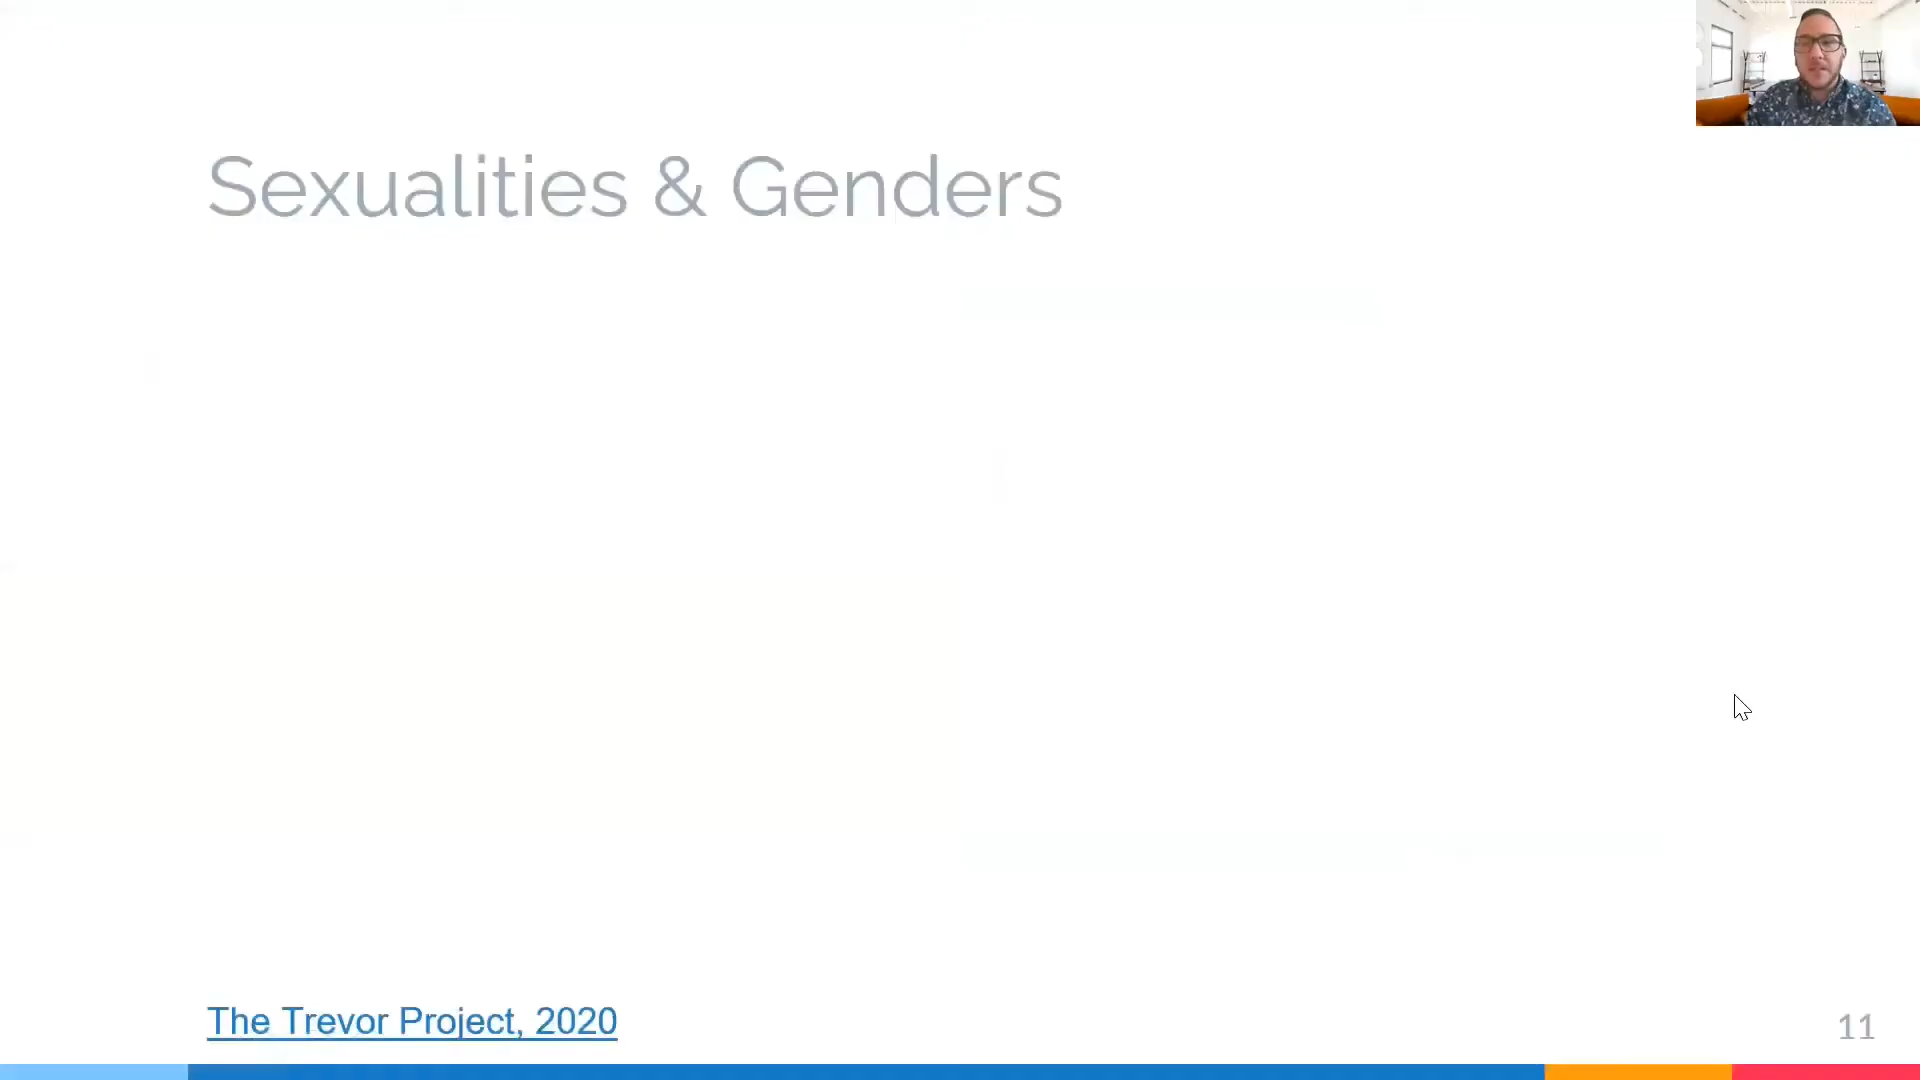 Sexualities & Genders
The Trevor Project, 2020
11